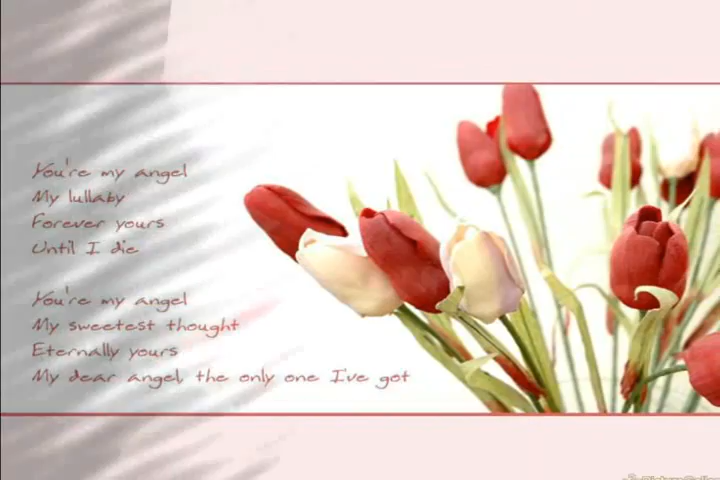 You're my angel
My lullaby
Forever yours
Until I die
You're my angel
My sweetest thought
Eternally yours
My dear angel, the only one I've got